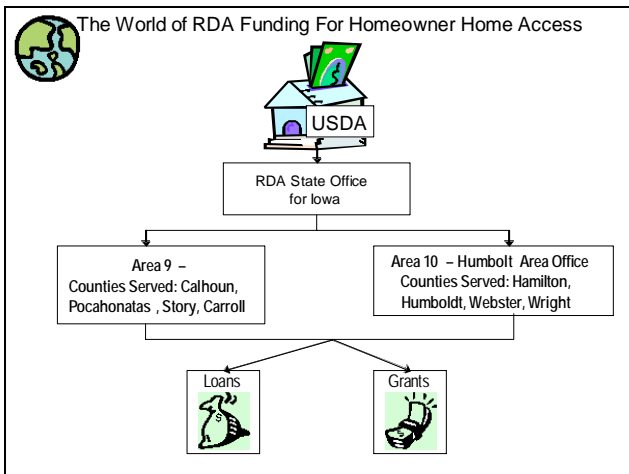 The World of RDA Funding For Homeowner Home Access
$
USDA
RDA State Office
for Iowa
Area 9 –
Counties Served: Calhoun,
Pocahonatas , Story, Carroll
Area 10 – Humbolt Area Office
Counties Served: Hamilton,
Humboldt, Webster, Wright
Loans
$
Grants
$